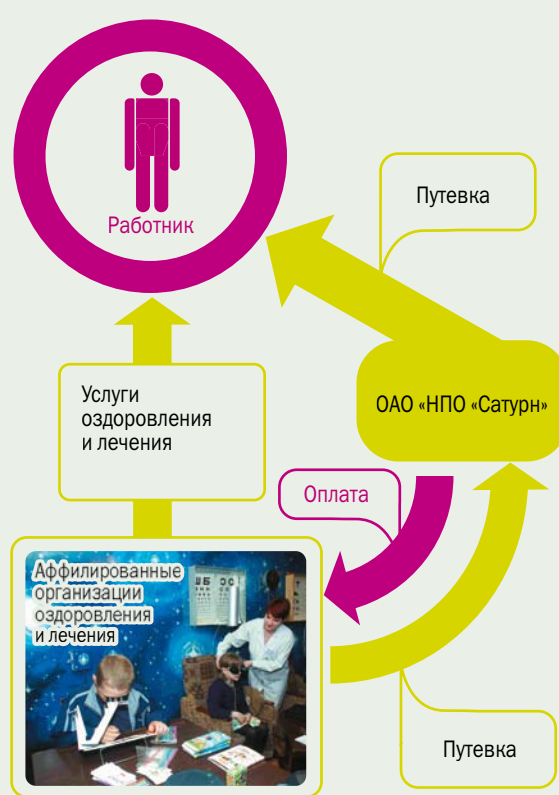 Работник
Путевка
Услуги
оздоровления
и лечения
ОАО «НПО «Сатурн»
Оплата
Аффилированные
организации
оздоровления
и лечения
Путевка